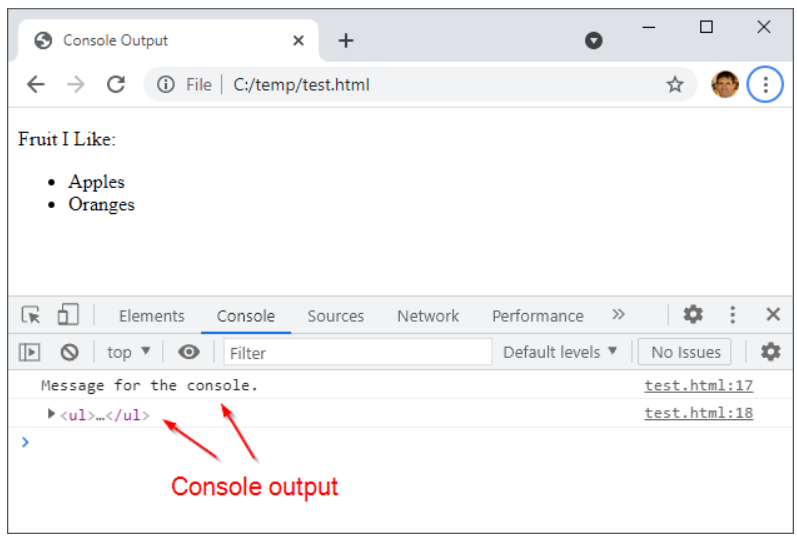 Console Output
File C:/temp/test.html
Fruit I Like:
• Apples
• Oranges
Elements Console Sources Network Performance »
top ▼ Filter Default levels ▼ No Issues
Message for the console. test.html:17
▶<ul>…</ul> test.html:18
>
Console output